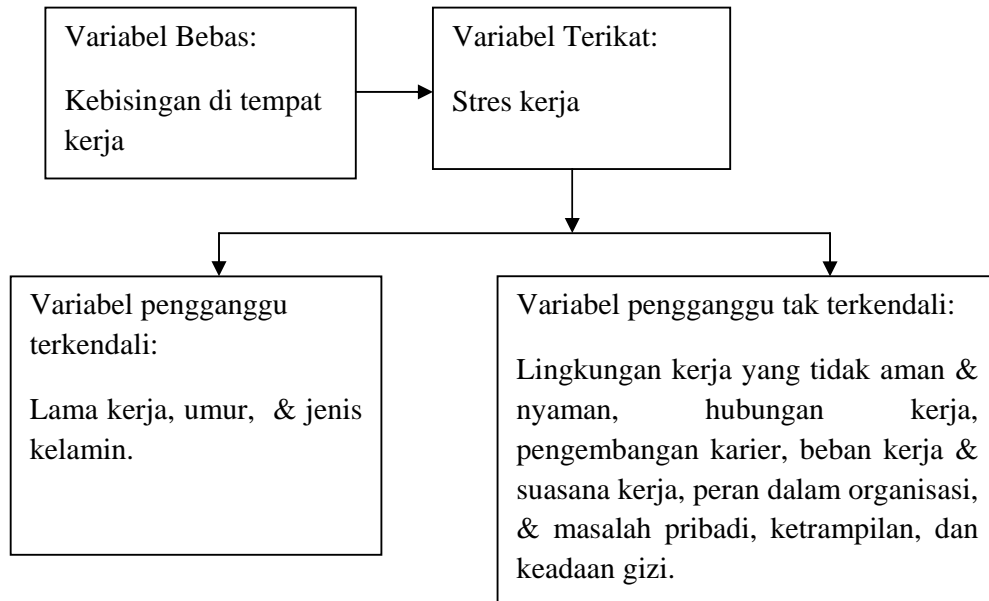 Variabel Bebas:
Kebisingan di tempat
kerja
Variabel Terikat:
Stres kerja
Variabel pengganggu
terkendali:
Lama kerja, umur, & jenis
kelamin.
Variabel pengganggu tak terkendali:
Lingkungan kerja yang tidak aman &
nyaman, hubungan kerja,
pengembangan karier, beban kerja &
suasana kerja, peran dalam organisasi,
& masalah pribadi, ketrampilan, dan
keadaan gizi.